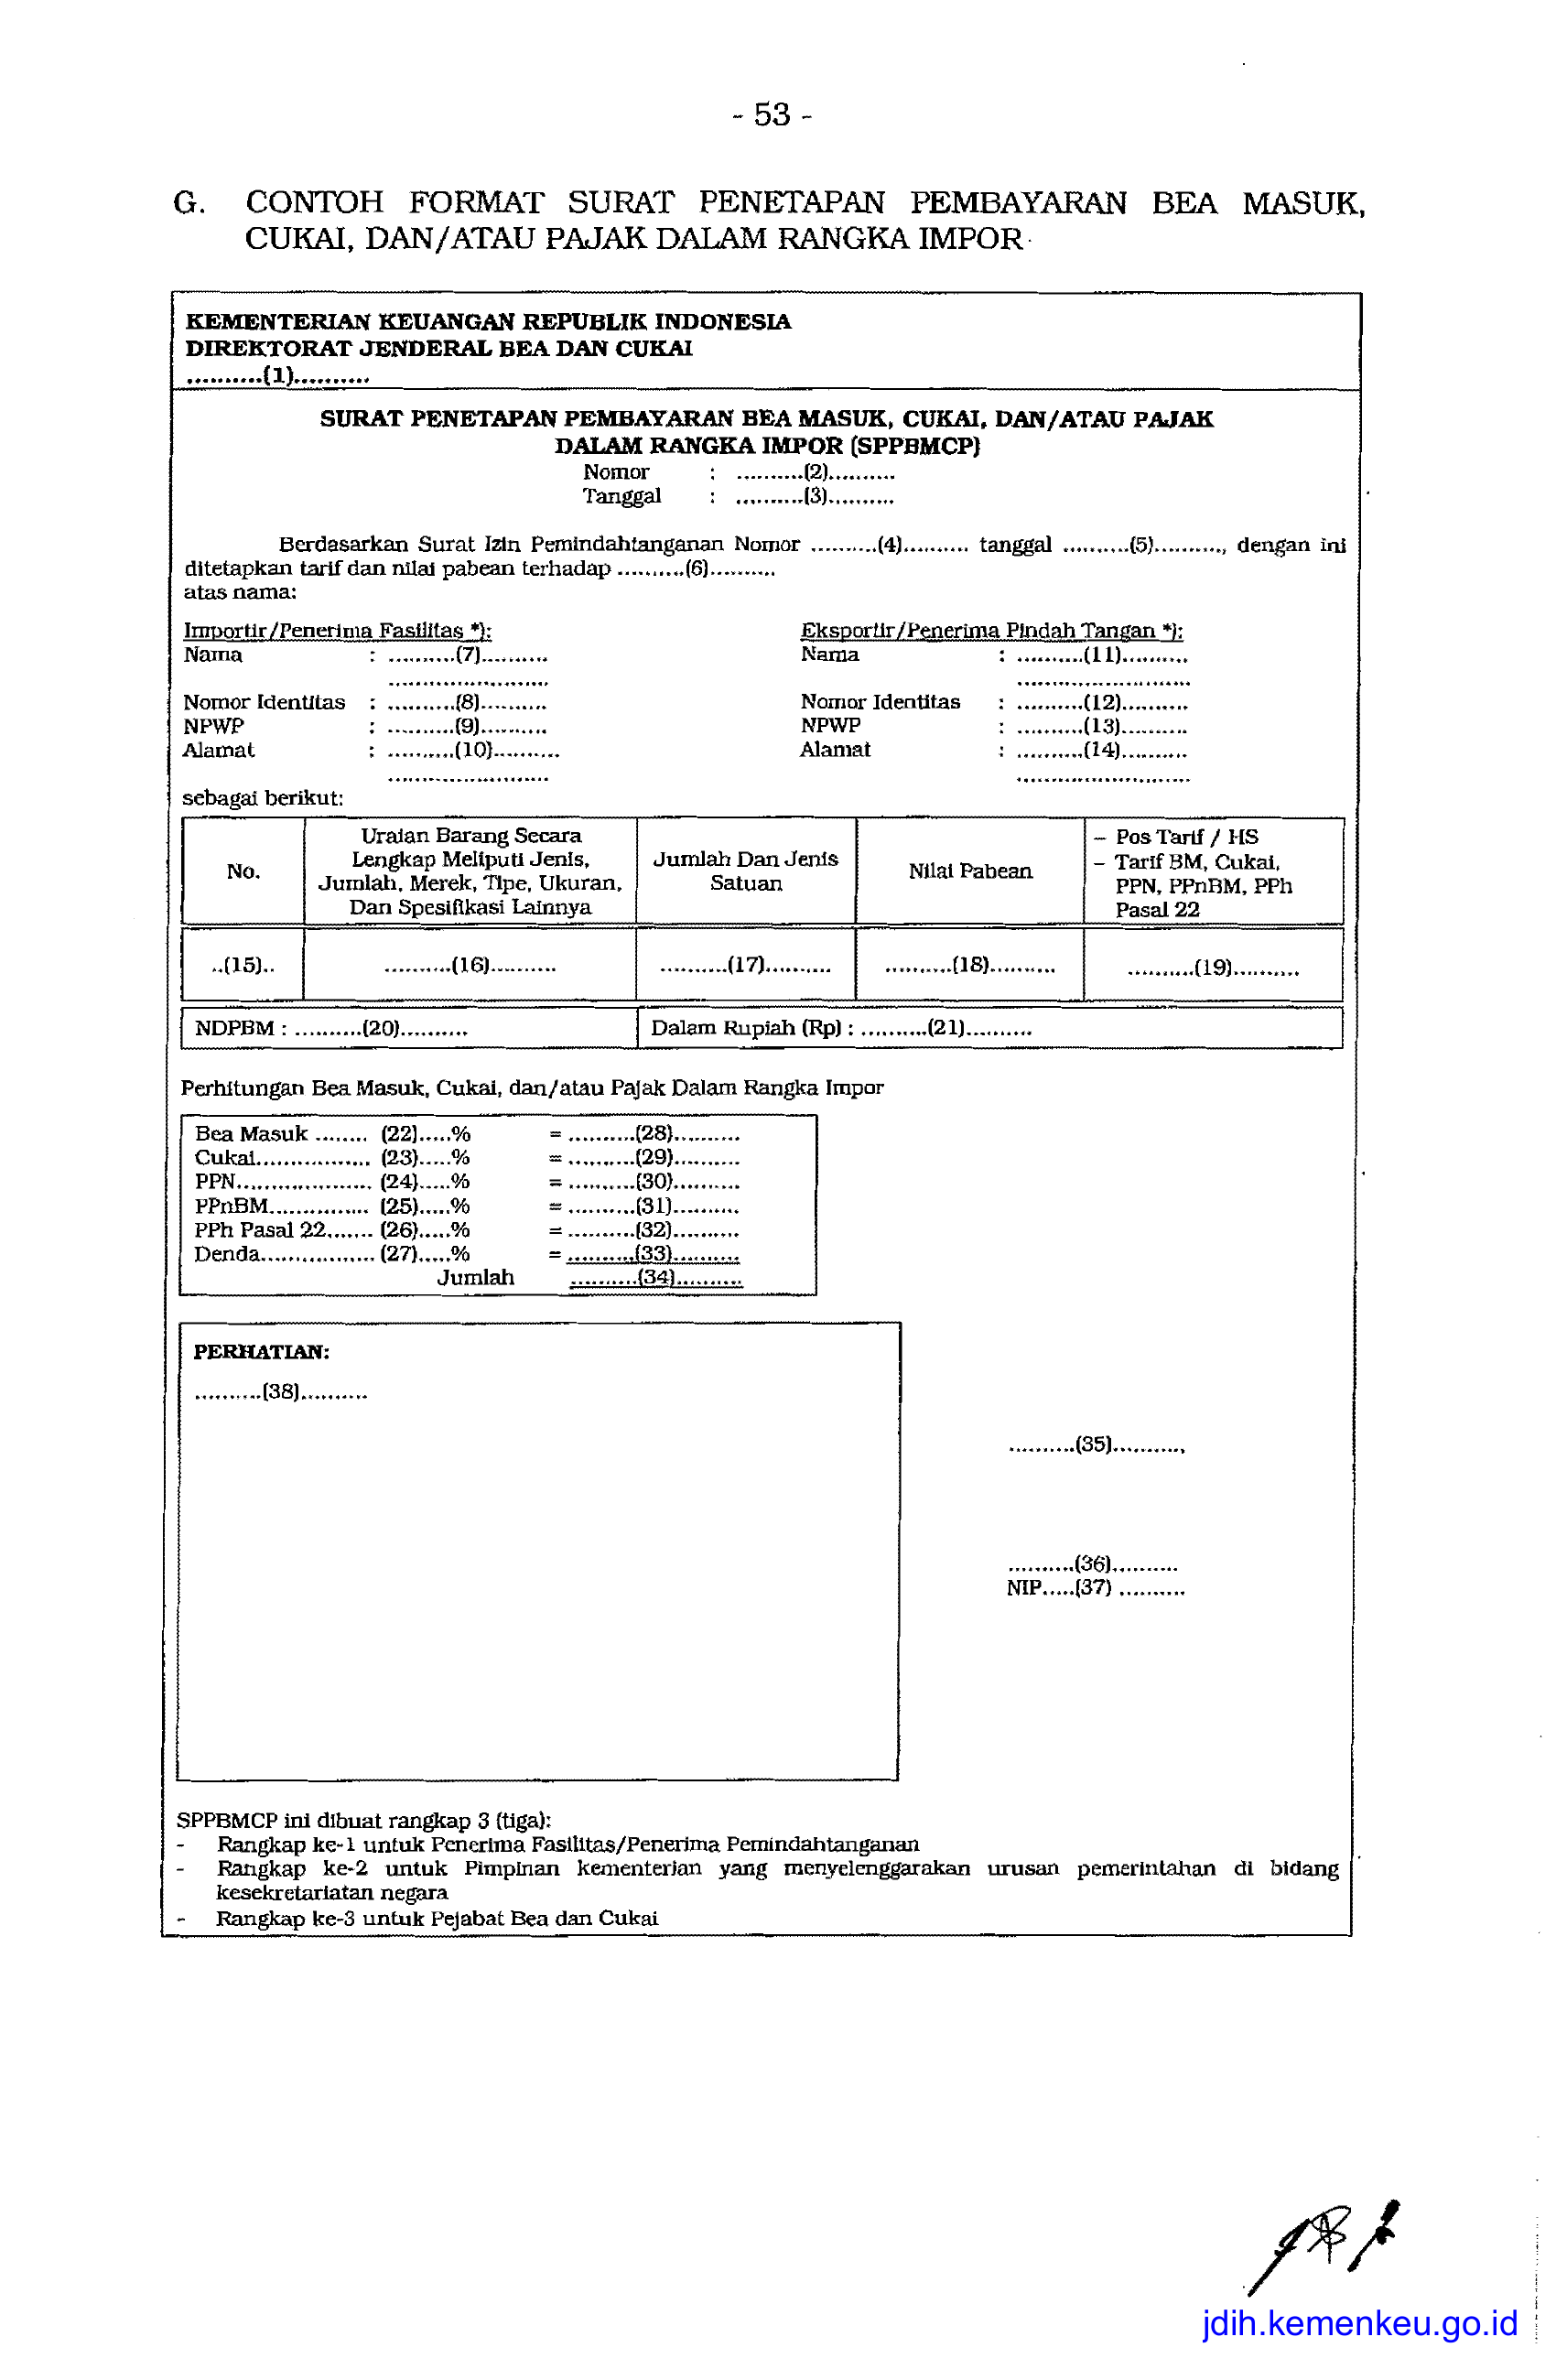 - 53 -
G. CONTOH FORMAT SURAT PENETAPAN PEMBAYARAN BEA MASUK,
CUKAI, DAN/ATAU PAJAK DALAM RANGKA IMPOR
KEMENTERIAN KEUANGAN REPUBLIK INDONESIA
DIREKTORAT JENDERAL BEA DAN CUKAI
..........(1)..........
SURAT PENETAPAN PEMBAYARAN BEA MASUK, CUKAI, DAN/ATAU PAJAK
DALAM RANGKA IMPOR (SPPBMCP)
Nomor : ..........(2)..........
Tanggal : ..........(3)..........
Berdasarkan Surat Izin Pemindahtanganan Nomor ..........(4).......... tanggal ..........(5).........., dengan ini
ditetapkan tarif dan nilai pabean terhadap ..........(6)..........
atas nama:
Importir/Penerima Fasilitas *):
Nama : ..........(7)..........
........................
Nomor Identitas : ..........(8)..........
NPWP : ..........(9)..........
Alamat : ..........(10)..........
........................
Eksportir/Penerima Pindah Tangan *):
Nama : ..........(11)..........
..........................
Nomor Identitas : ..........(12)..........
NPWP : ..........(13)..........
Alamat : ..........(14)..........
..........................
sebagai berikut:
No.
Uraian Barang Secara
Lengkap Meliputi Jenis,
Jumlah, Merek, Tipe, Ukuran,
Dan Spesifikasi Lainnya
Jumlah Dan Jenis
Satuan
Nilai Pabean
– Pos Tarif / HS
– Tarif BM, Cukai,
PPN, PPnBM, PPh
Pasal 22
..(15).. ..........(16).......... ..........(17).......... ..........(18).......... ..........(19)..........
NDPBM : ..........(20).......... Dalam Rupiah (Rp) : ..........(21)..........
Perhitungan Bea Masuk, Cukai, dan/atau Pajak Dalam Rangka Impor
Bea Masuk ........ (22).....% = ..........(28)..........
Cukai................. (23).....% = ..........(29)..........
PPN.................... (24).....% = ..........(30)..........
PPnBM............... (25).....% = ..........(31)..........
PPh Pasal 22....... (26).....% = ..........(32)..........
Denda................. (27).....% = ..........(33)..........
Jumlah ..........(34)..........
PERHATIAN:
..........(38)..........
..........(35)..........,
..........(36)..........
NIP.....(37) ..........
SPPBMCP ini dibuat rangkap 3 (tiga):
- Rangkap ke-1 untuk Penerima Fasilitas/Penerima Pemindahtanganan
- Rangkap ke-2 untuk Pimpinan kementerian yang menyelenggarakan urusan pemerintahan di bidang
kesekretariatan negara
- Rangkap ke-3 untuk Pejabat Bea dan Cukai
jdih.kemenkeu.go.id